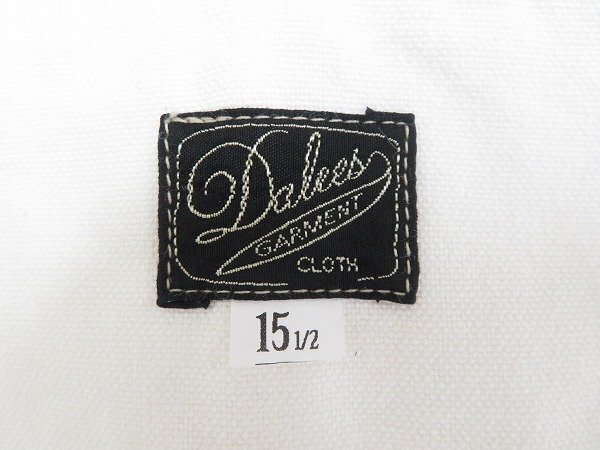 Dalees
GARMENT
CLOTH
15 1/2